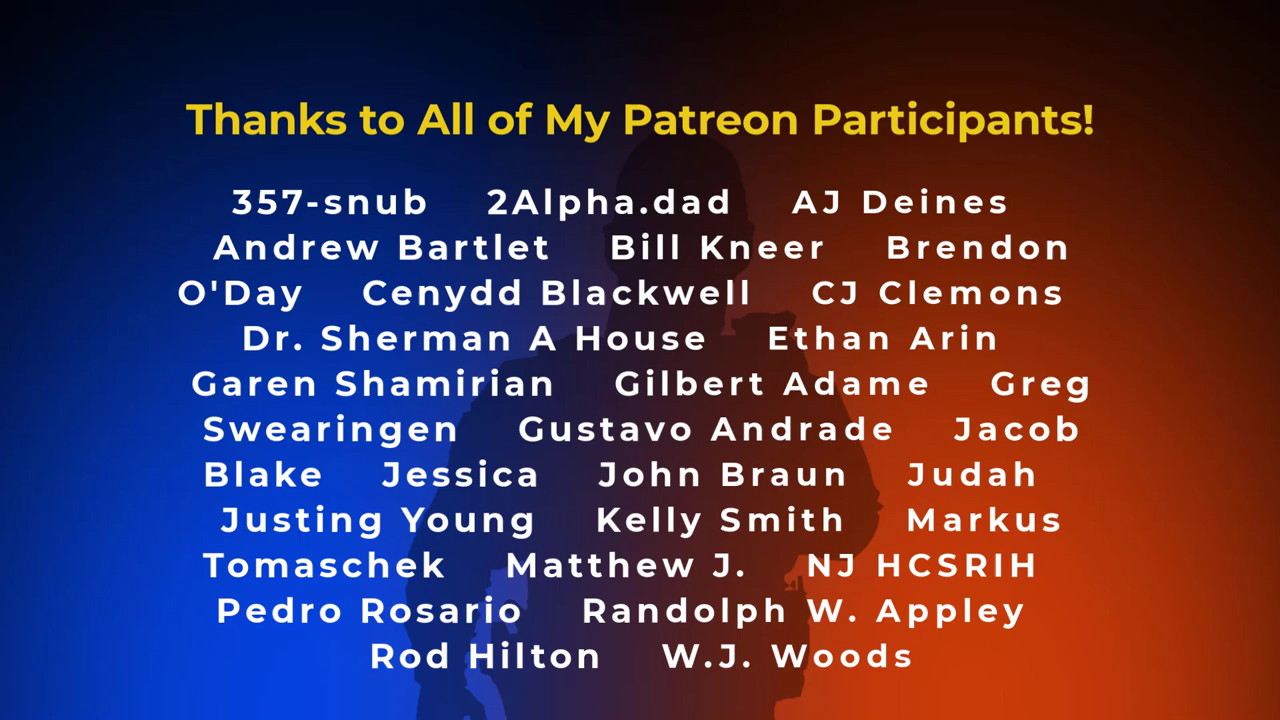 Thanks to All of My Patreon Participants!
357-snub 2Alpha.dad AJ Deines
Andrew Bartlet Bill Kneer Brendon
O'Day Cenydd Blackwell CJ Clemons
Dr. Sherman A House Ethan Arin
Garen Shamirian Gilbert Adame Greg
Swearingen Gustavo Andrade Jacob
Blake Jessica John Braun Judah
Justing Young Kelly Smith Markus
Tomaschek Matthew J. NJ HCSRIH
Pedro Rosario Randolph W. Appley
Rod Hilton W.J. Woods